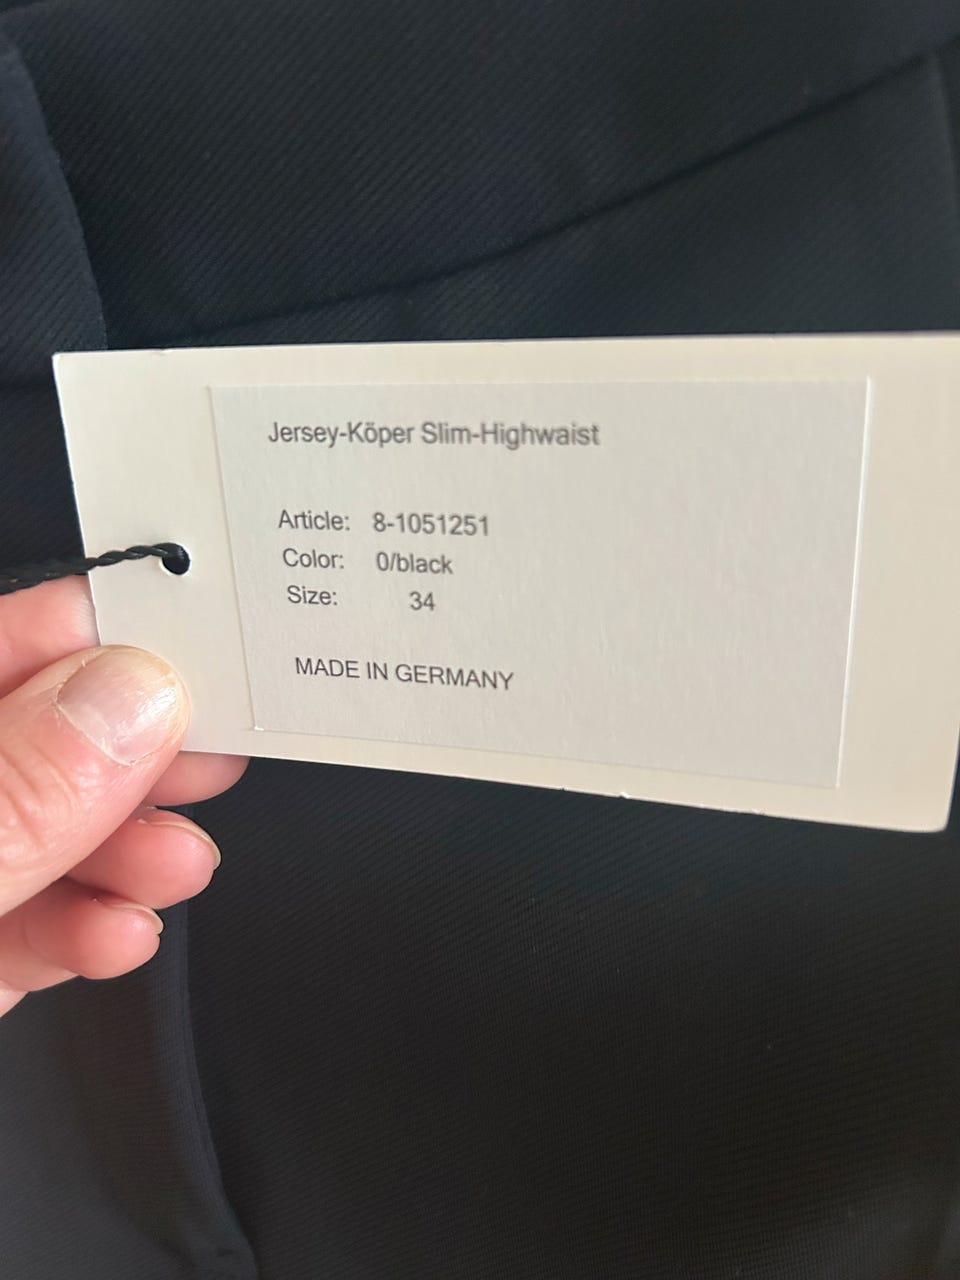 Jersey-Köper Slim-Highwaist
Article: 8-1051251
Color: 0/black
Size: 34
MADE IN GERMANY